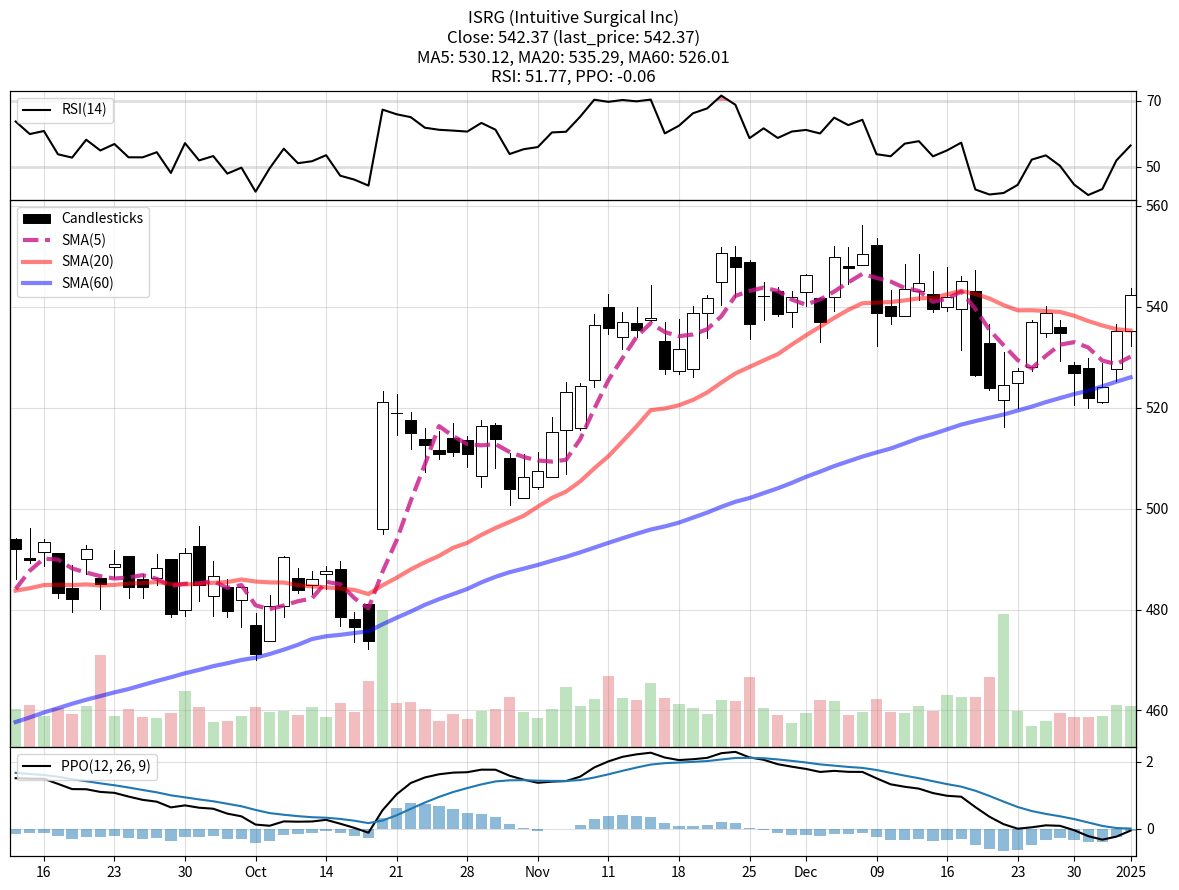 ISRG (Intuitive Surgical Inc)
Close: 542.37 (last_price: 542.37)
MA5: 530.12, MA20: 535.29, MA60: 526.01
RSI: 51.77, PPO: -0.06
RSI(14)
70
50
Candlesticks
SMA(5)
SMA(20)
SMA(60)
560
540
520
500
480
460
PPO(12, 26, 9)
2
0
16 23 30 Oct 14 21 28 Nov 11 18 25 Dec 09 16 23 30 2025